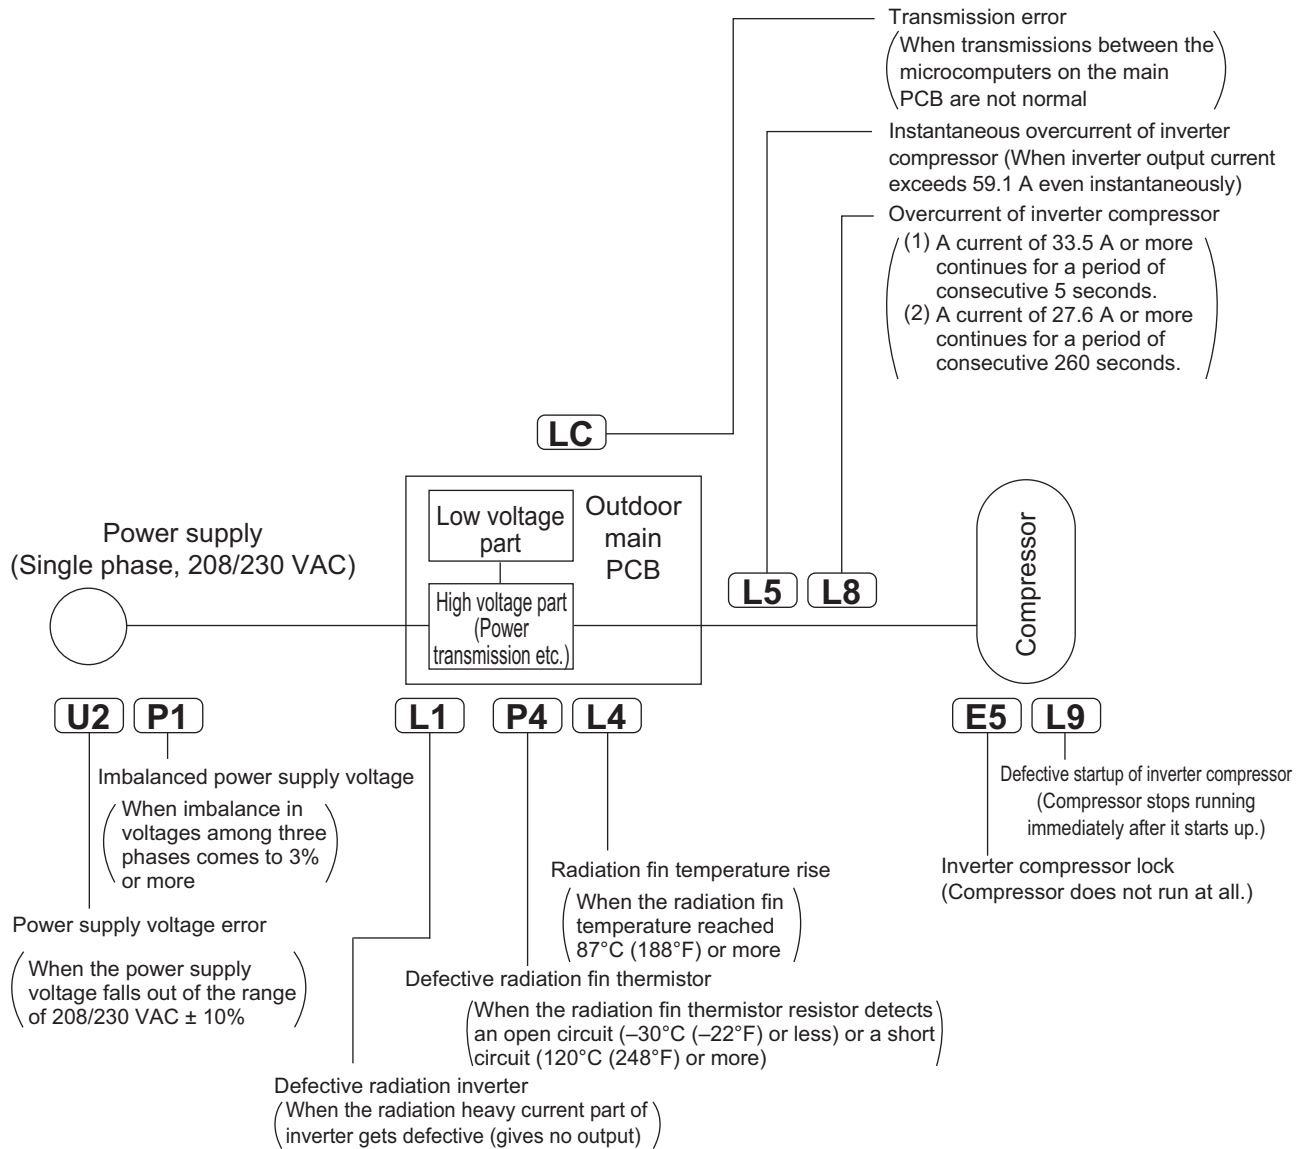 Transmission error
When transmissions between the
microcomputers on the main
PCB are not normal
Instantaneous overcurrent of inverter
compressor (When inverter output current
exceeds 59.1 A even instantaneously)
Overcurrent of inverter compressor
(1) A current of 33.5 A or more
continues for a period of
consecutive 5 seconds.
(2) A current of 27.6 A or more
continues for a period of
consecutive 260 seconds.
LC
Power supply
(Single phase, 208/230 VAC)
Low voltage
part
Outdoor
main
PCB
High voltage part
(Power
transmission etc.)
L5 L8
Compressor
U2 P1 L1 P4 L4 E5 L9
Imbalanced power supply voltage
When imbalance in
voltages among three
phases comes to 3%
or more
Power supply voltage error
When the power supply
voltage falls out of the range
of 208/230 VAC ± 10%
Radiation fin temperature rise
When the radiation fin
temperature reached
87°C (188°F) or more
Defective radiation fin thermistor
When the radiation fin thermistor resistor detects
an open circuit (–30°C (–22°F) or less) or a short
circuit (120°C (248°F) or more)
Defective radiation inverter
When the radiation heavy current part of
inverter gets defective (gives no output)
Defective startup of inverter compressor
(Compressor stops running
immediately after it starts up.)
Inverter compressor lock
(Compressor does not run at all.)